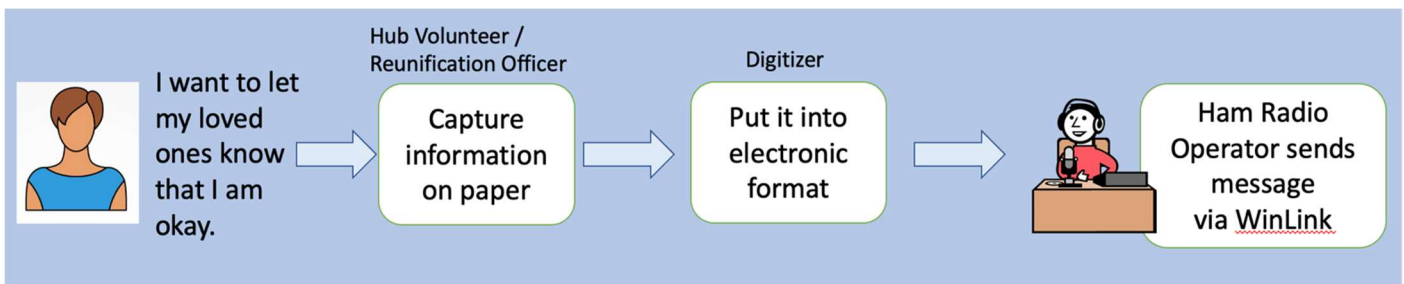 I want to let
my loved
ones know
that I am
okay.
Hub Volunteer /
Reunification Officer
Capture
information
on paper
Digitizer
Put it into
electronic
format
Ham Radio
Operator sends
message
via WinLink